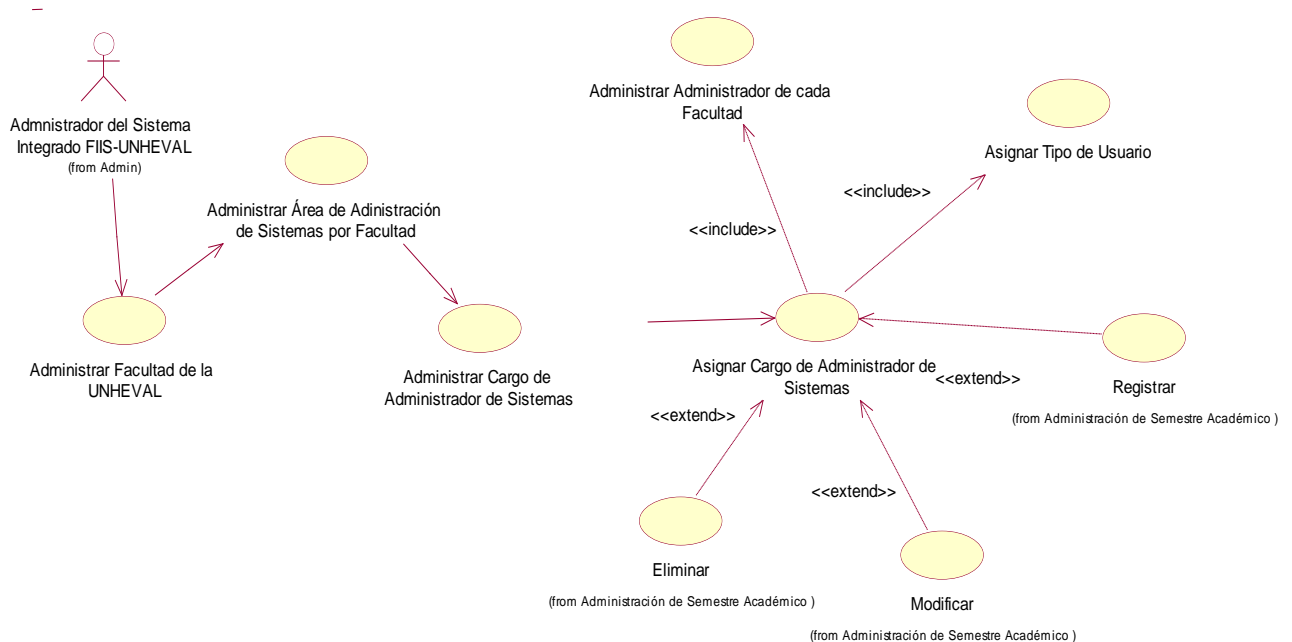 Admnistrador del Sistema
Integrado FIIS-UNHEVAL
(from Admin)
Administrar Área de Adinistración
de Sistemas por Facultad
Administrar Facultad de la
UNHEVAL
Administrar Cargo de
Administrador de Sistemas
Administrar Administrador de cada
Facultad
Asignar Tipo de Usuario
<<include>>
<<include>>
Asignar Cargo de Administrador de
Sistemas
<<extend>>
Registrar
(from Administración de Semestre Académico )
<<extend>>
<<extend>>
Eliminar
(from Administración de Semestre Académico )
Modificar
(from Administración de Semestre Académico )